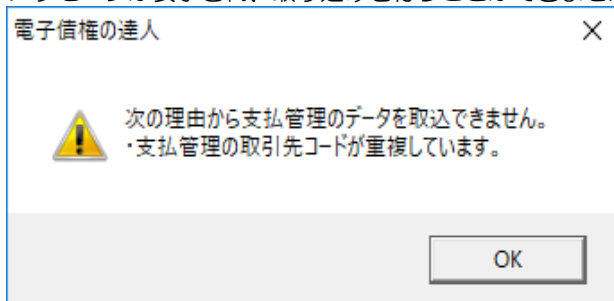 電子債権の達人
次の理由から支払管理のデータを取込できません。
・支払管理の取引先コードが重複しています。
OK